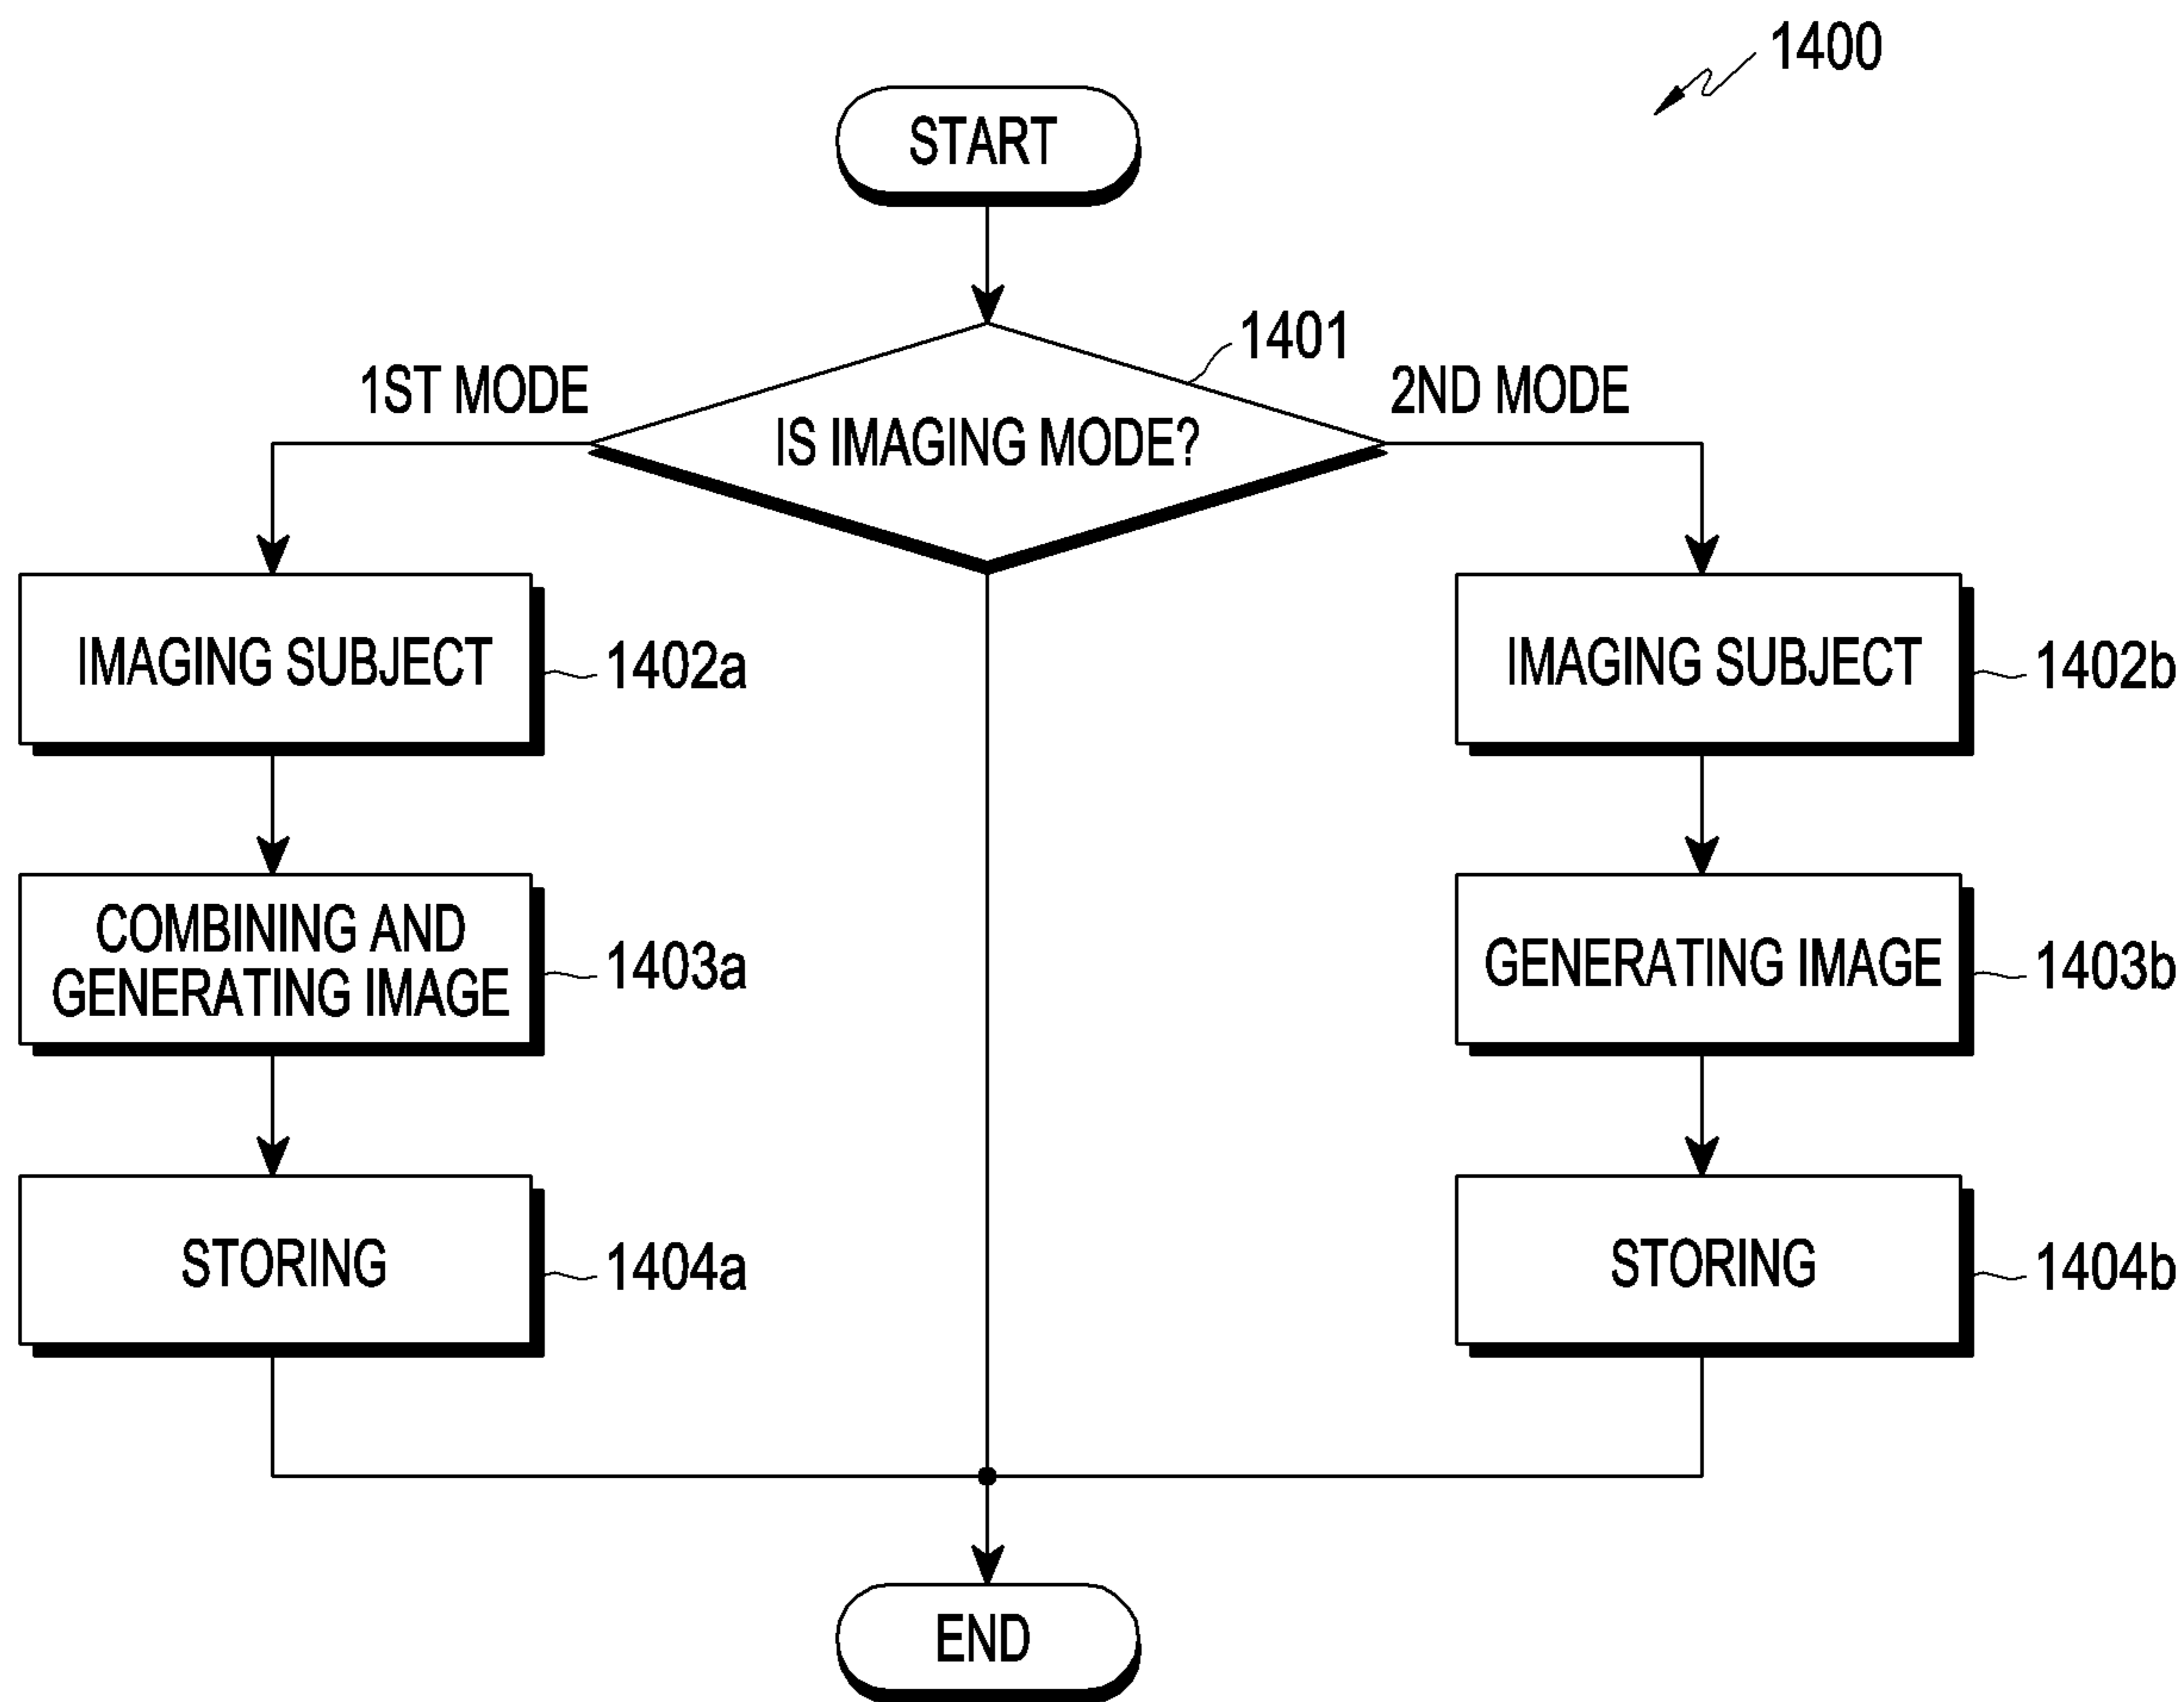 1400
START
1401
1ST MODE
2ND MODE
IS IMAGING MODE?
IMAGING SUBJECT
1402a
IMAGING SUBJECT
1402b
COMBINING AND
GENERATING IMAGE
1403a
GENERATING IMAGE
1403b
STORING
1404a
STORING
1404b
END